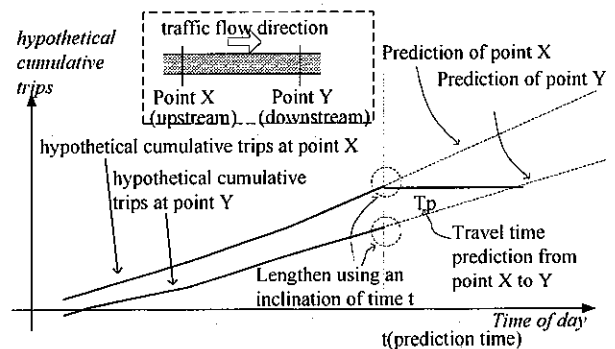 hypothetical
cumulative
trips
traffic flow direction
Point X
(upstream)
Point Y
(downstream)
Prediction of point X
Prediction of point Y
hypothetical cumulative trips at point X
hypothetical cumulative
trips at point Y
Tp
Travel time
prediction from
point X to Y
Lengthen using an
inclination of time t
Time of day
t(prediction time)